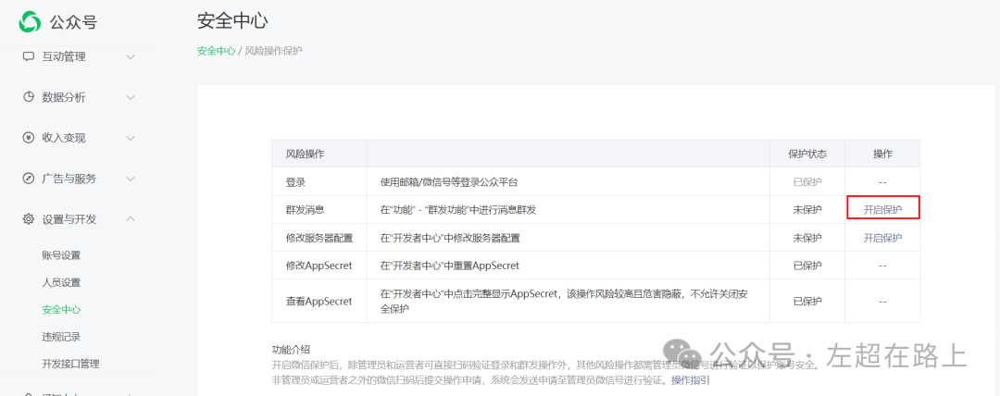 公众号
安全中心
安全中心 / 风险操作保护
互动管理
数据分析
收入变现
广告与服务
设置与开发
账号设置
人员设置
安全中心
违规记录
开发接口管理
风险操作 保护状态 操作
登录 使用邮箱/微信号等登录公众平台 已保护 --
群发消息 在“功能” - “群发功能”中进行消息群发 未保护 开启保护
修改服务器配置 在“开发者中心”中修改服务器配置 未保护 开启保护
修改AppSecret 在“开发者中心”中重置AppSecret 已保护 --
查看AppSecret 在“开发者中心”中点击完整显示AppSecret，该操作风险较高且危害隐蔽，不允许关闭安
全保护 已保护 --
功能介绍
开启微信保护后，除管理员和运营者可直接扫码验证登录和群发操作外，其他风险操作都需管理员微信号进行验证以保护账号安全。
非管理员或运营者之外的微信扫码后提交操作申请，系统会发送申请至管理员微信号进行验证。操作指引
公众号 · 左超在路上